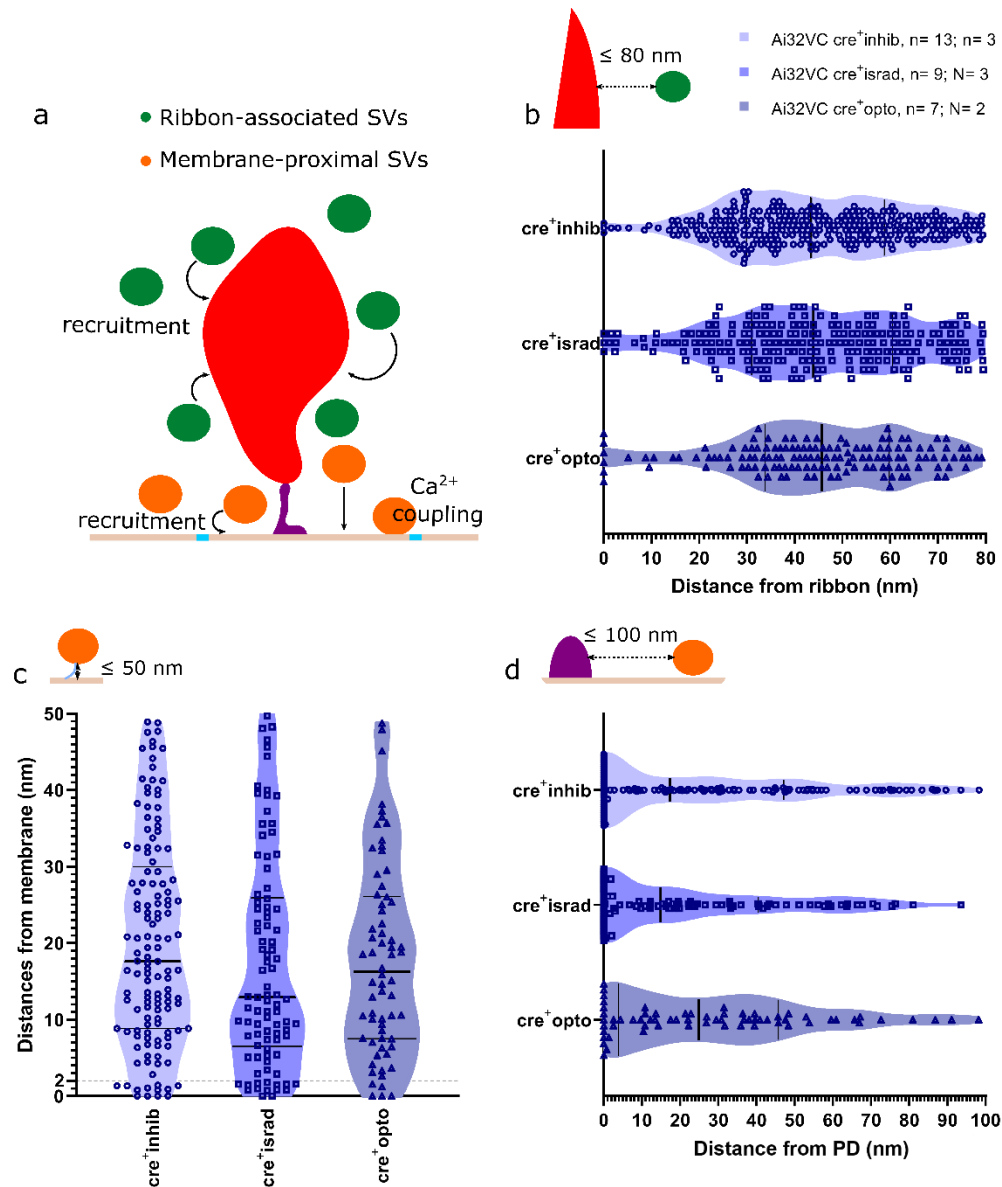 a
Ribbon-associated SVs
Membrane-proximal SVs
recruitment
recruitment
Ca²⁺
coupling
b
≤ 80 nm
Ai32VC cre⁺inhib, n= 13; n= 3
Ai32VC cre⁺israd, n= 9; N= 3
Ai32VC cre⁺opto, n= 7; N= 2
cre⁺inhib
cre⁺israd
cre⁺opto
0 10 20 30 40 50 60 70 80
Distance from ribbon (nm)
c
≤ 50 nm
Distances from membrane (nm)
50
40
30
20
10
2
0
cre⁺inhib
cre⁺israd
cre⁺opto
d
≤ 100 nm
cre⁺inhib
cre⁺israd
cre⁺opto
0 10 20 30 40 50 60 70 80 90 100
Distance from PD (nm)